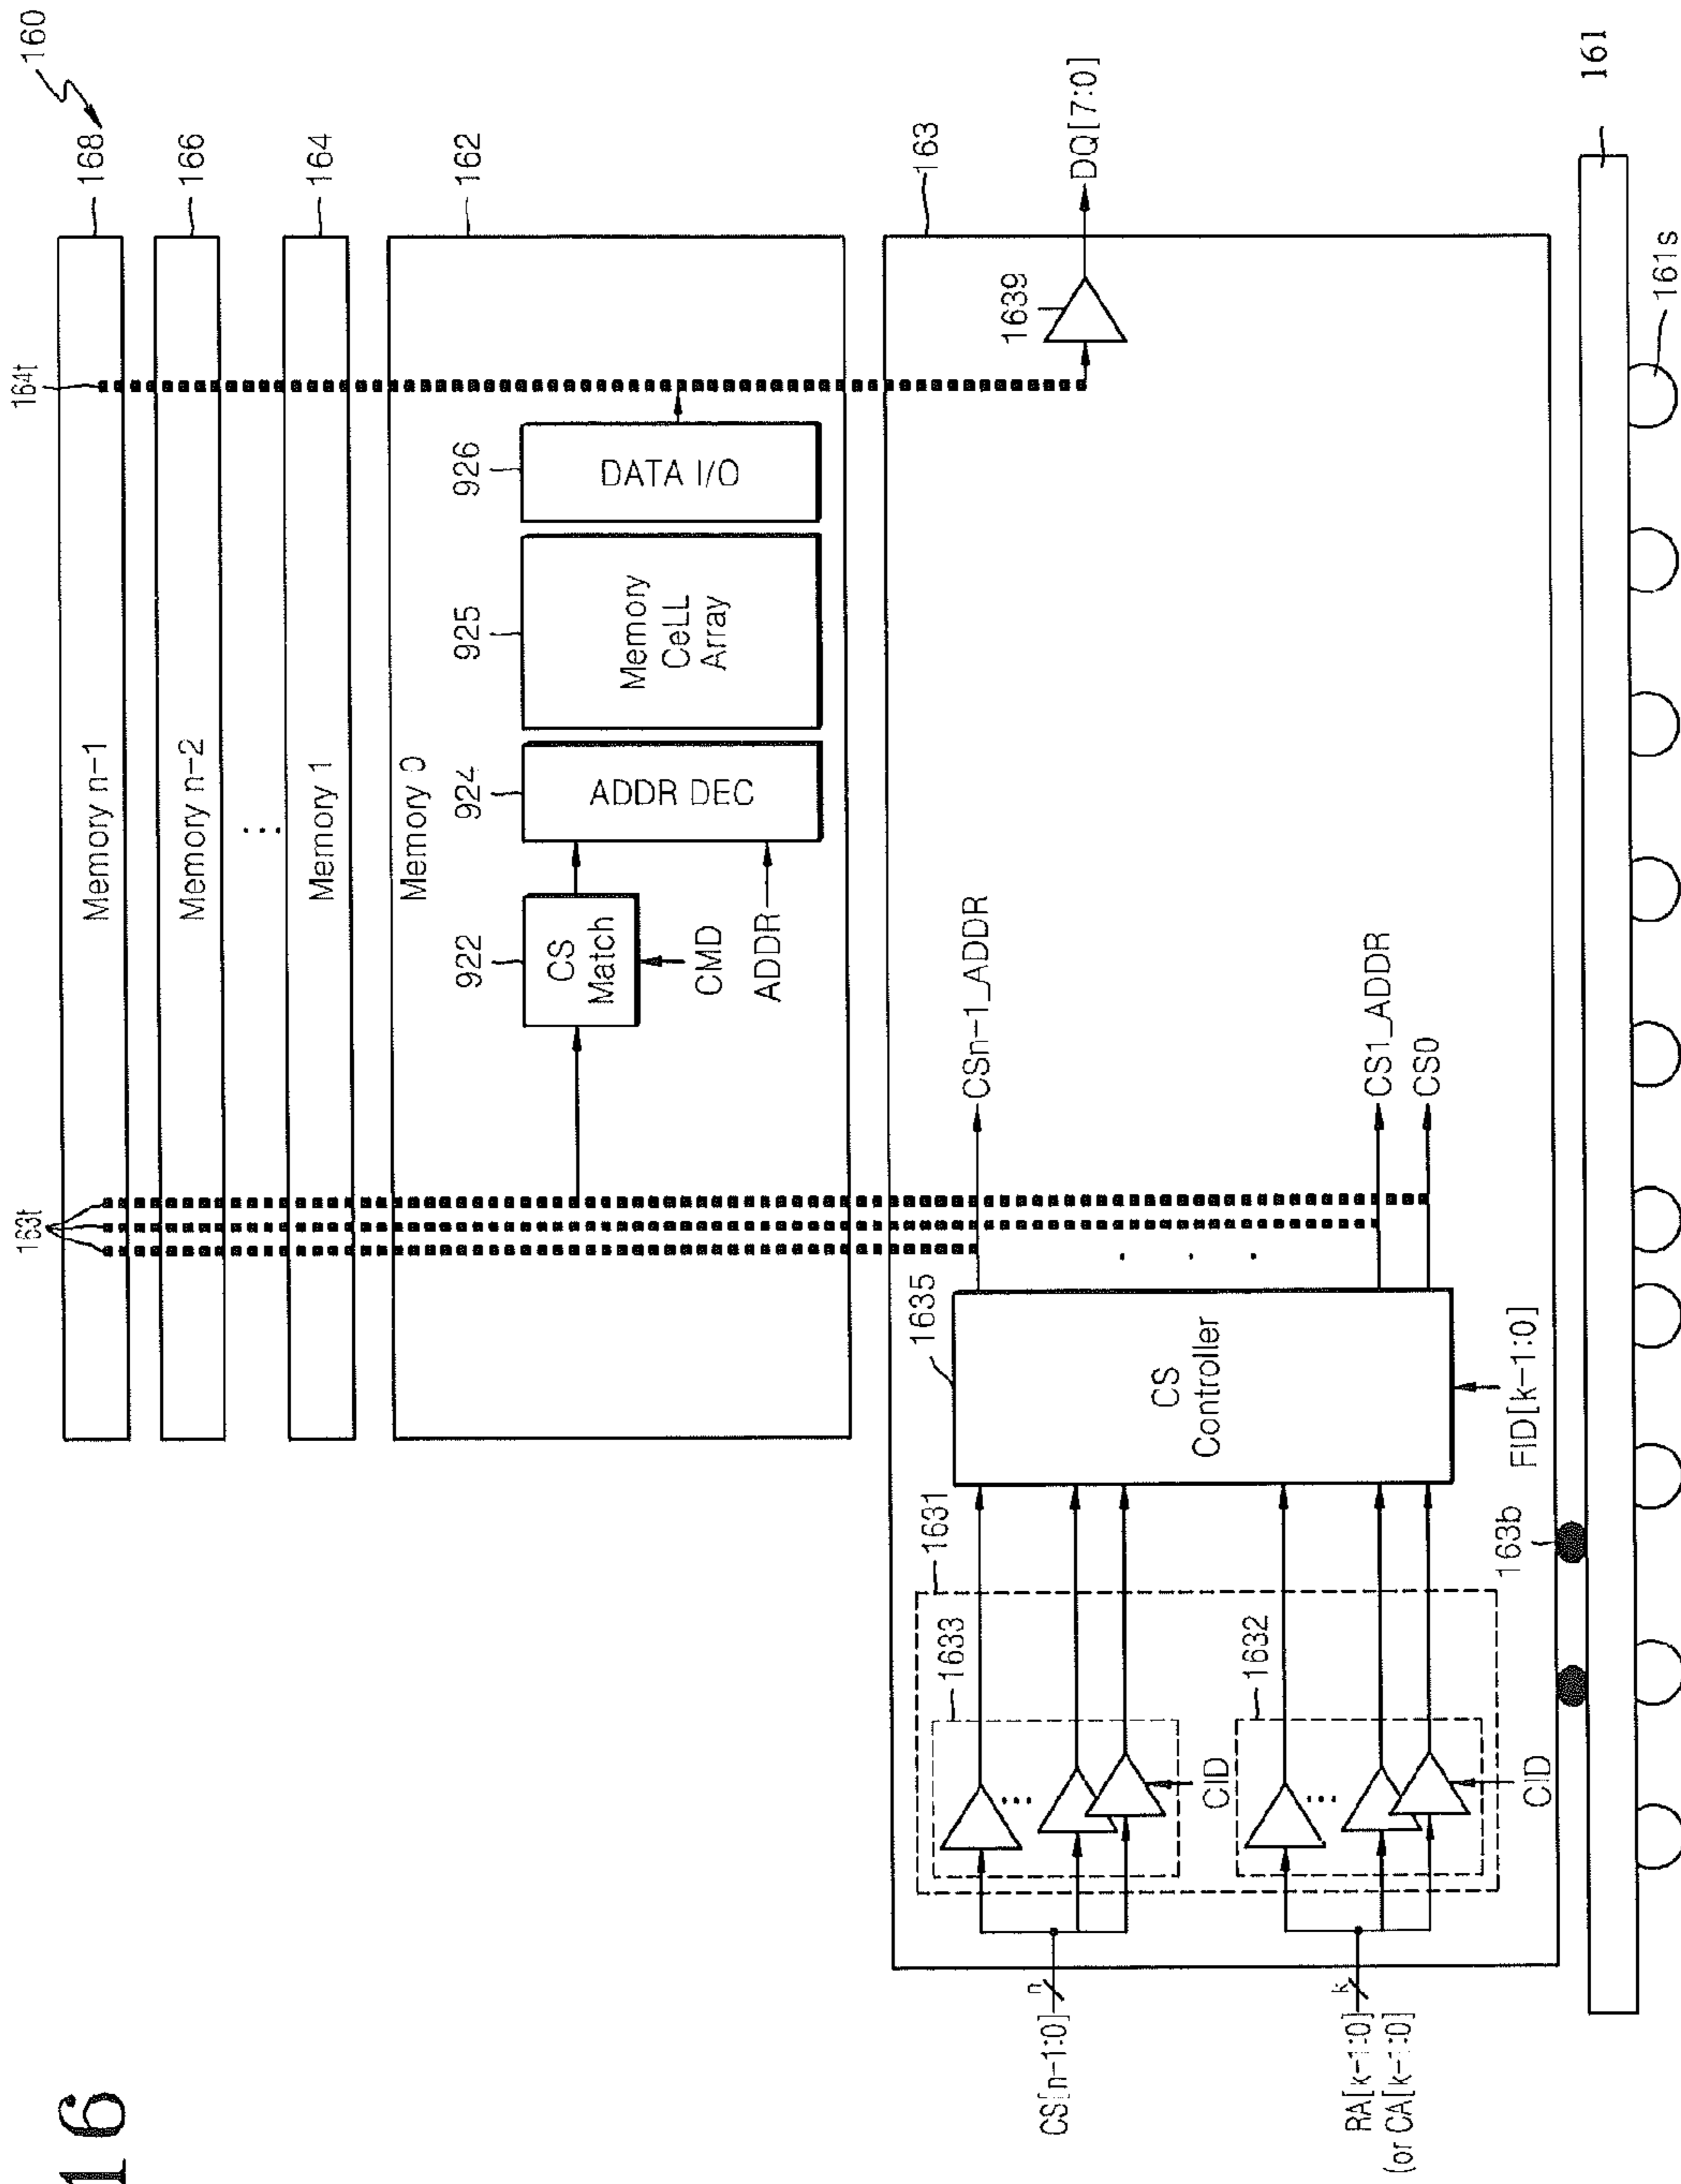 16
160
168
166
164
162
163
161
164t
163t
Memory n-1
Memory n-2
⋮
Memory 1
Memory 0
922
924
925
926
CS
Match
CMD
ADDR
ADDR DEC
Memory
CeLL
Array
DATA I/O
1639
DQ[7:0]
CSn-1_ADDR
CS1_ADDR
CS0
1635
CS
Controller
FID[k-1:0]
1631
1633
...
CID
1632
...
CID
CS[n-1:0]
n
RA[k-1:0]
k
(or CA[k-1:0]
163b
161s